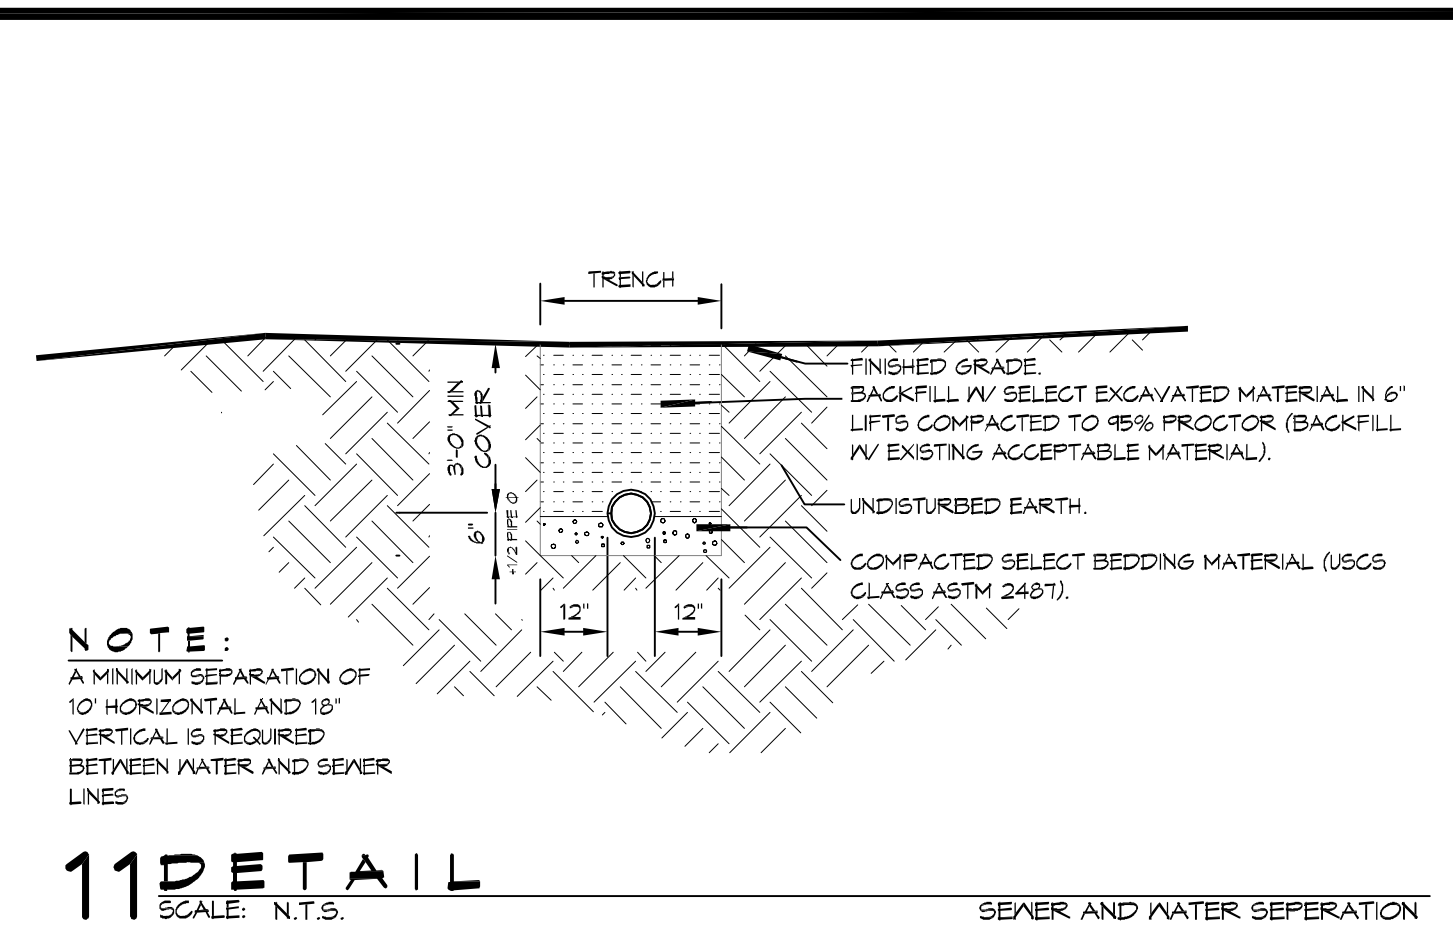 TRENCH
FINISHED GRADE.
BACKFILL W/ SELECT EXCAVATED MATERIAL IN 6"
LIFTS COMPACTED TO 95% PROCTOR (BACKFILL
W/ EXISTING ACCEPTABLE MATERIAL).
3'-0" MIN
COVER
UNDISTURBED EARTH.
6"
+1/2 PIPE Ø
COMPACTED SELECT BEDDING MATERIAL (USCS
CLASS ASTM 2487).
12" 12"
NOTE:
A MINIMUM SEPARATION OF
10' HORIZONTAL AND 18"
VERTICAL IS REQUIRED
BETWEEN WATER AND SEWER
LINES
11 DETAIL
SCALE: N.T.S.
SEWER AND WATER SEPERATION